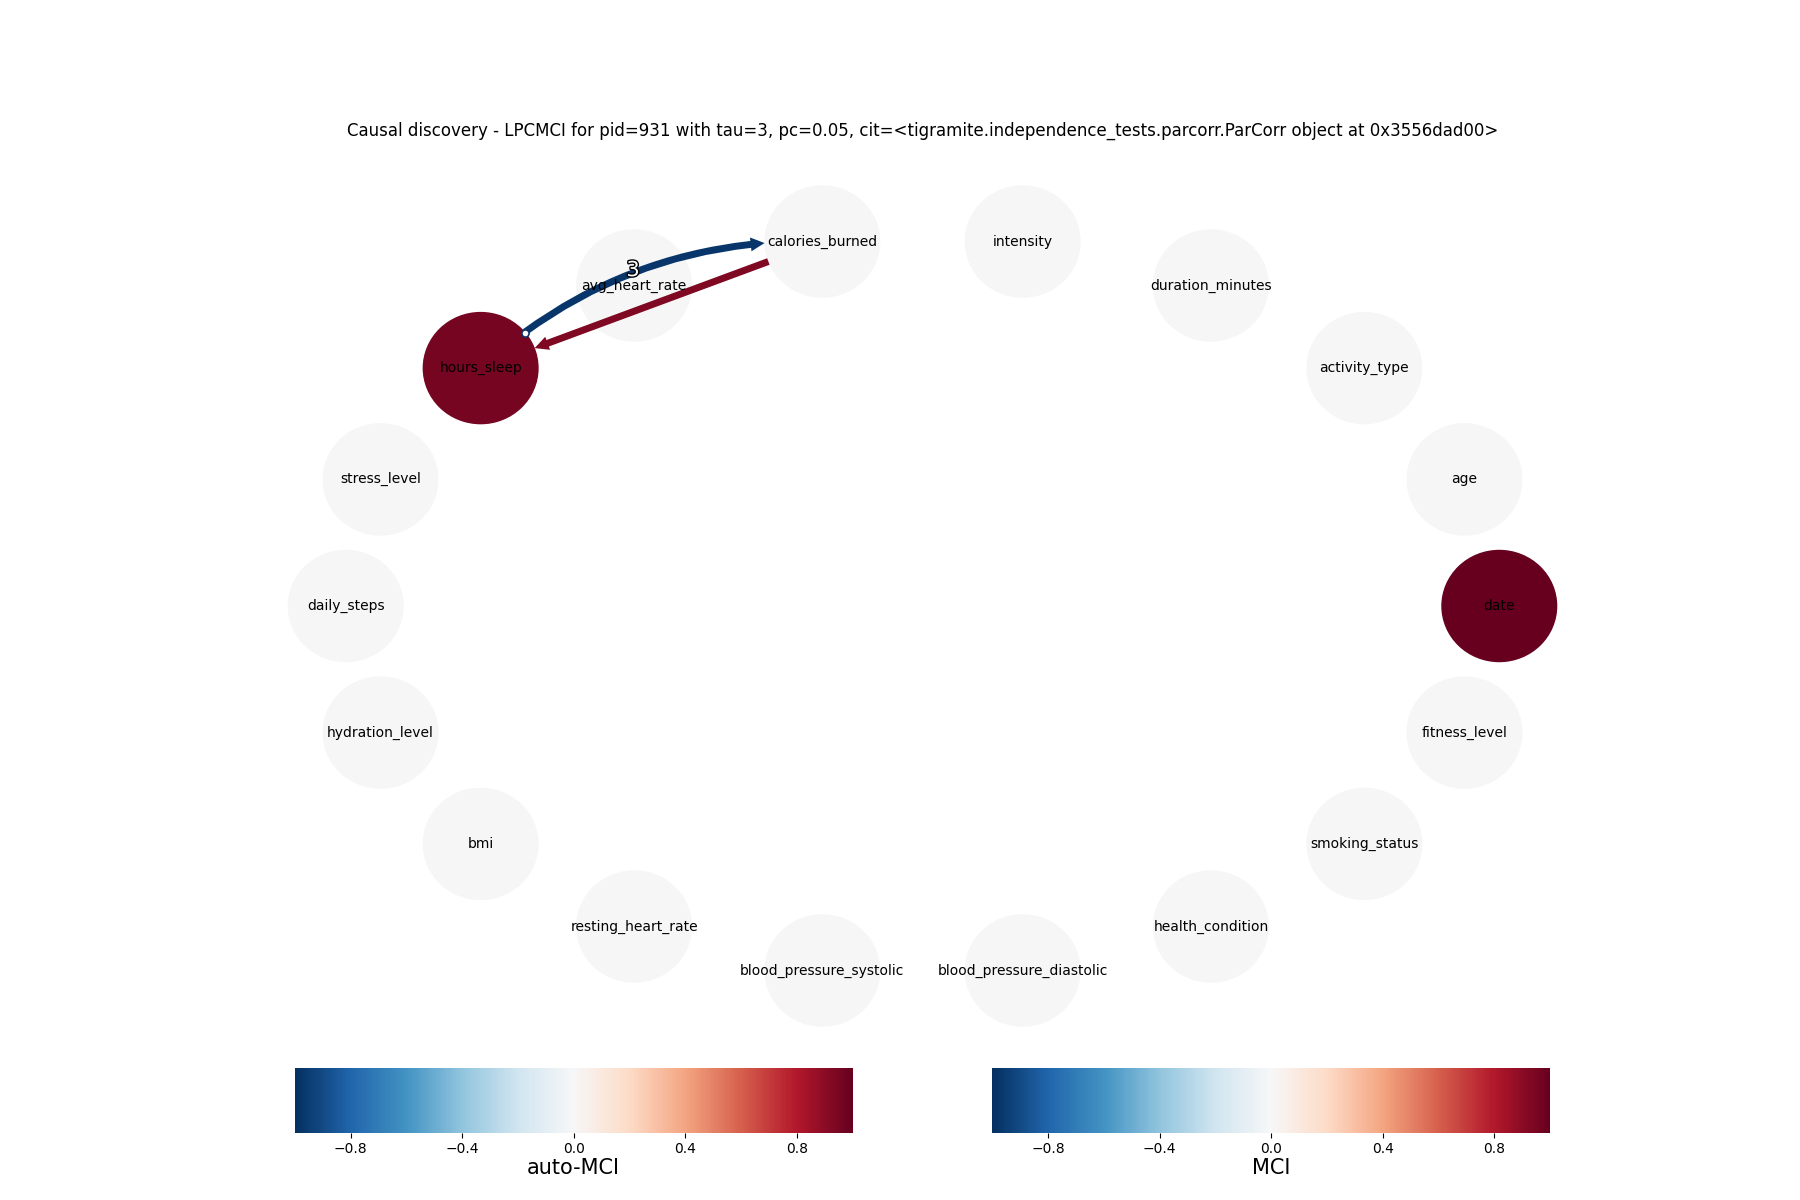 Causal discovery - LPCMCI for pid=931 with tau=3, pc=0.05, cit=<tigramite.independence_tests.parcorr.ParCorr object at 0x3556dad00>
calories_burned
intensity
3
avg_heart_rate
duration_minutes
hours_sleep
activity_type
stress_level
age
daily_steps
date
hydration_level
fitness_level
bmi
smoking_status
resting_heart_rate
health_condition
blood_pressure_systolic
blood_pressure_diastolic
−0.8 −0.4 0.0 0.4 0.8
auto-MCI
−0.8 −0.4 0.0 0.4 0.8
MCI